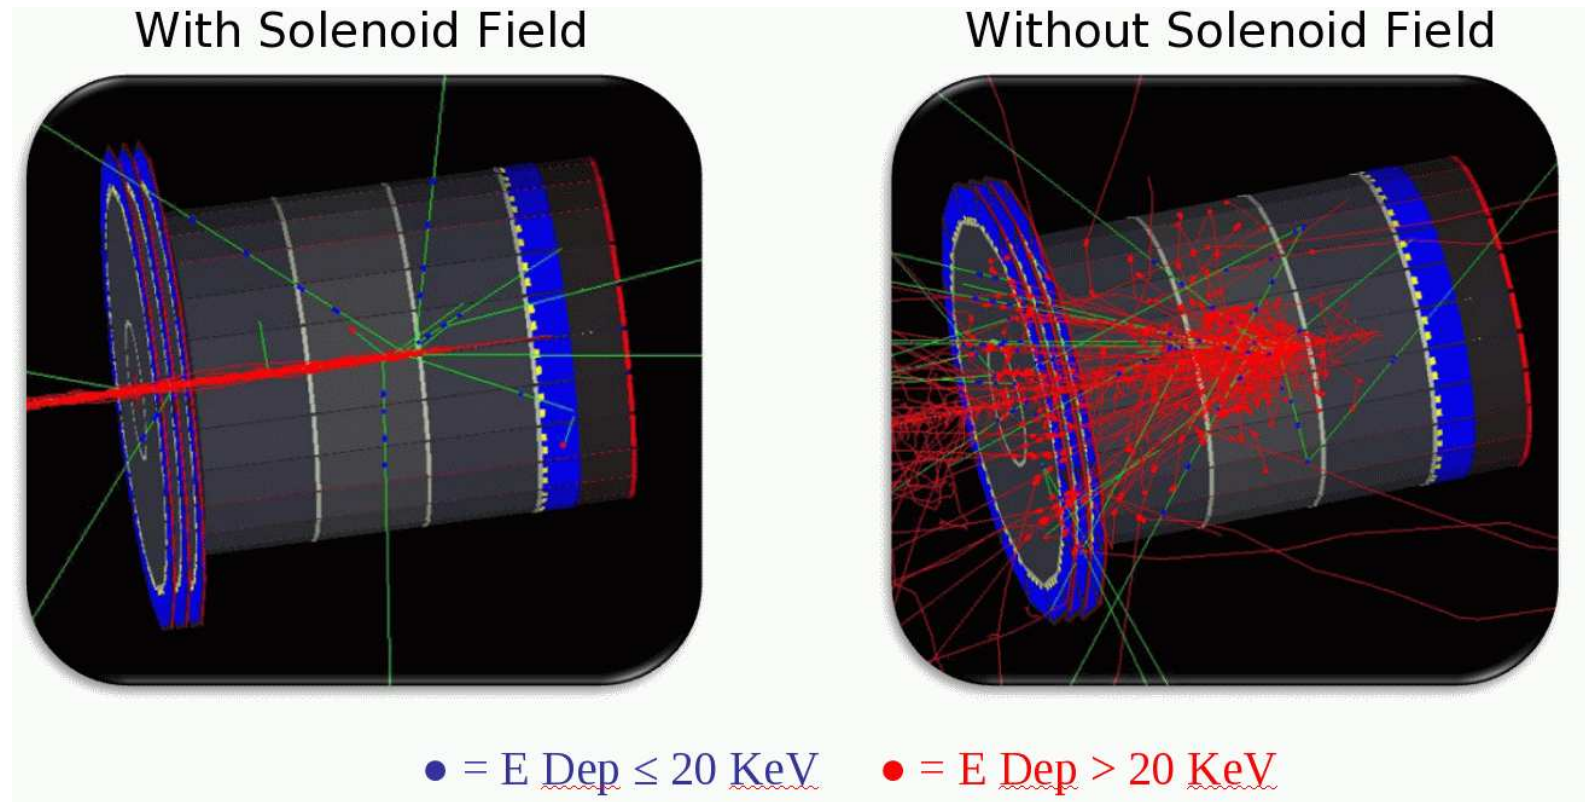 With Solenoid Field
Without Solenoid Field
● = E Dep ≤ 20 KeV
● = E Dep > 20 KeV